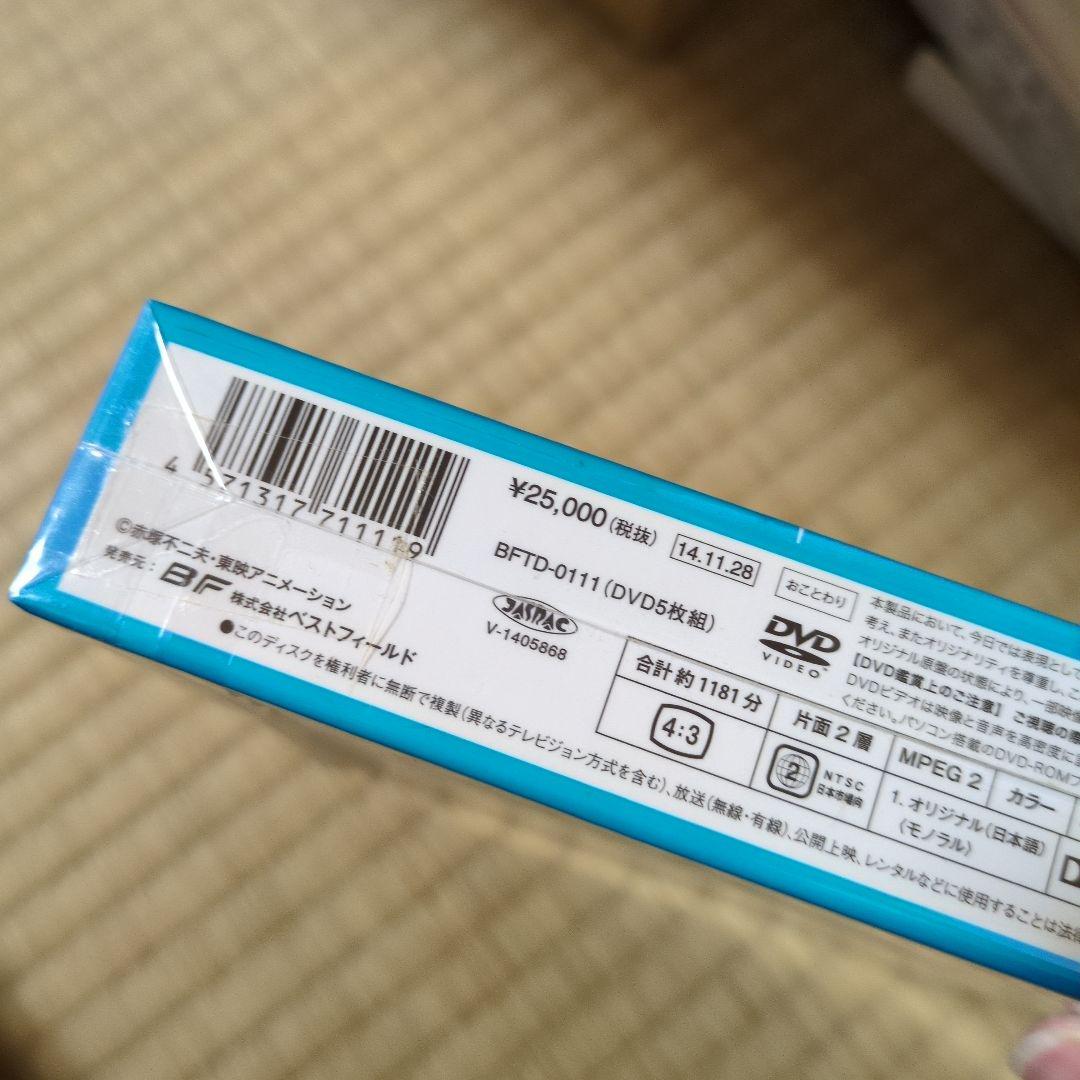 4 571317 711119
©赤塚不二夫・東映アニメーション
発売元：BF 株式会社ベストフィールド
●このディスクを権利者に無断で複製(異なるテレビジョン方式を含む)、放送(無線・有線)、公開上映、レンタルなどに使用することは法律
¥25,000(税抜) 14.11.28
BFTD-0111(DVD5枚組)
JASRAC
V-1405868
DVD
VIDEO
おことわり
本製品において、今日では表現として
考え、またオリジナリティを尊重し、こ
オリジナル原盤の状態により、一部映像
【DVD鑑賞上のご注意】
DVDビデオは映像と音声を高密度に
ください。パソコン搭載のDVD-ROM
合計 約1181分
片面2層
MPEG 2
カラー
4:3
2
NTSC
日本市場向
1. オリジナル(日本語)
(モノラル)